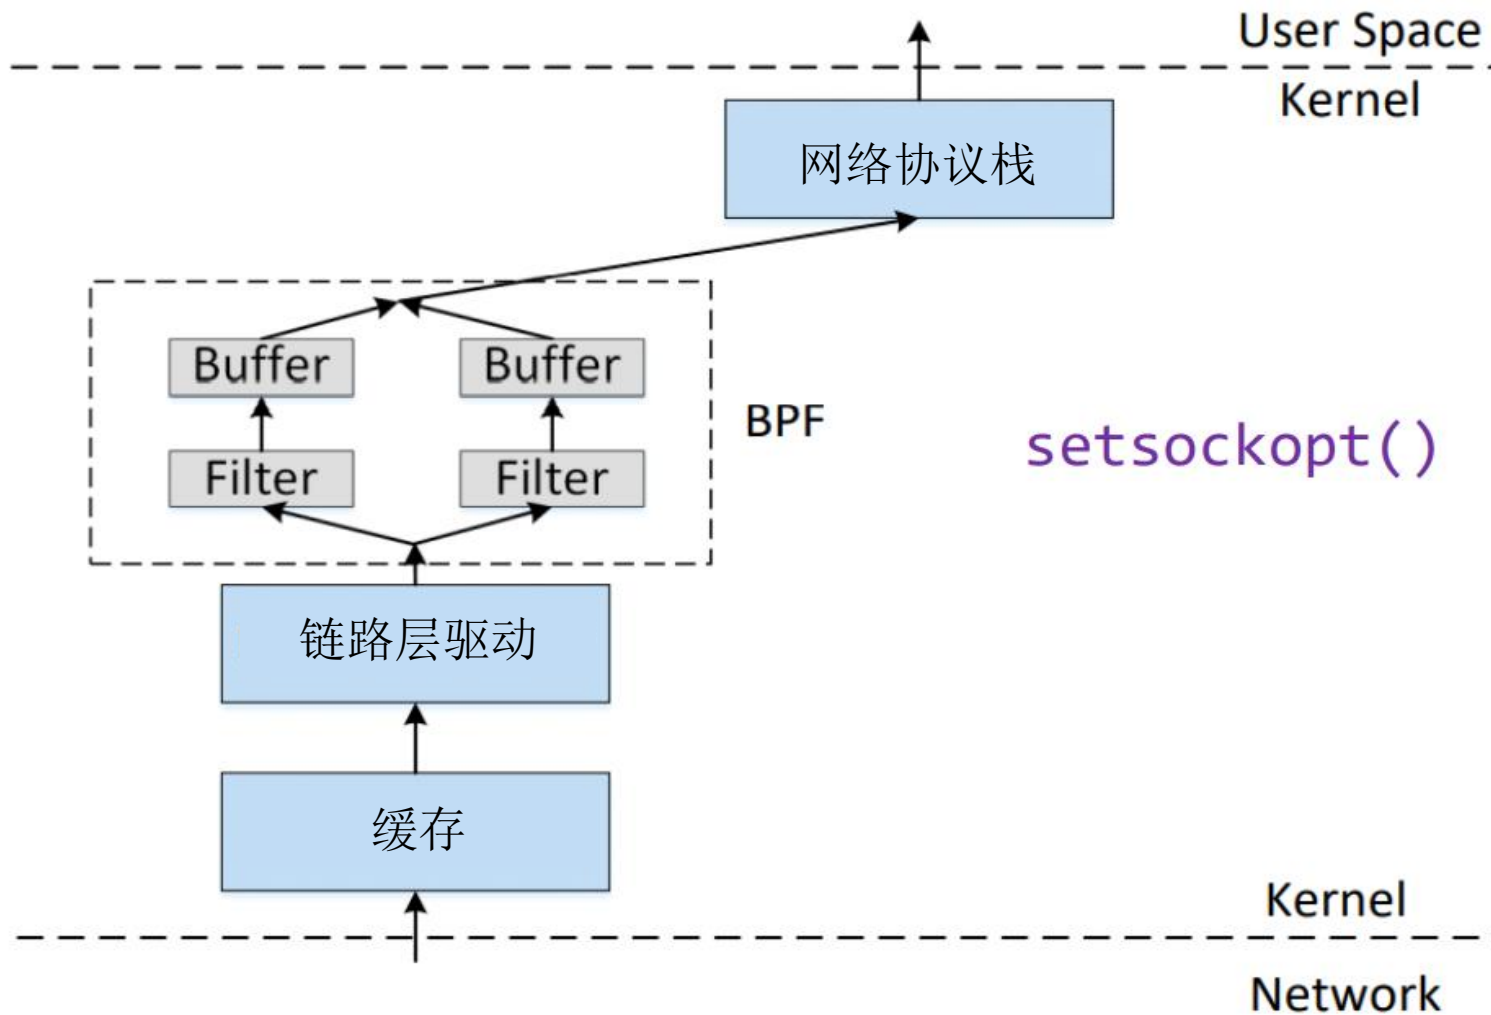 User Space
Kernel
网络协议栈
Buffer
Buffer
BPF
setsockopt()
Filter
Filter
链路层驱动
缓存
Kernel
Network